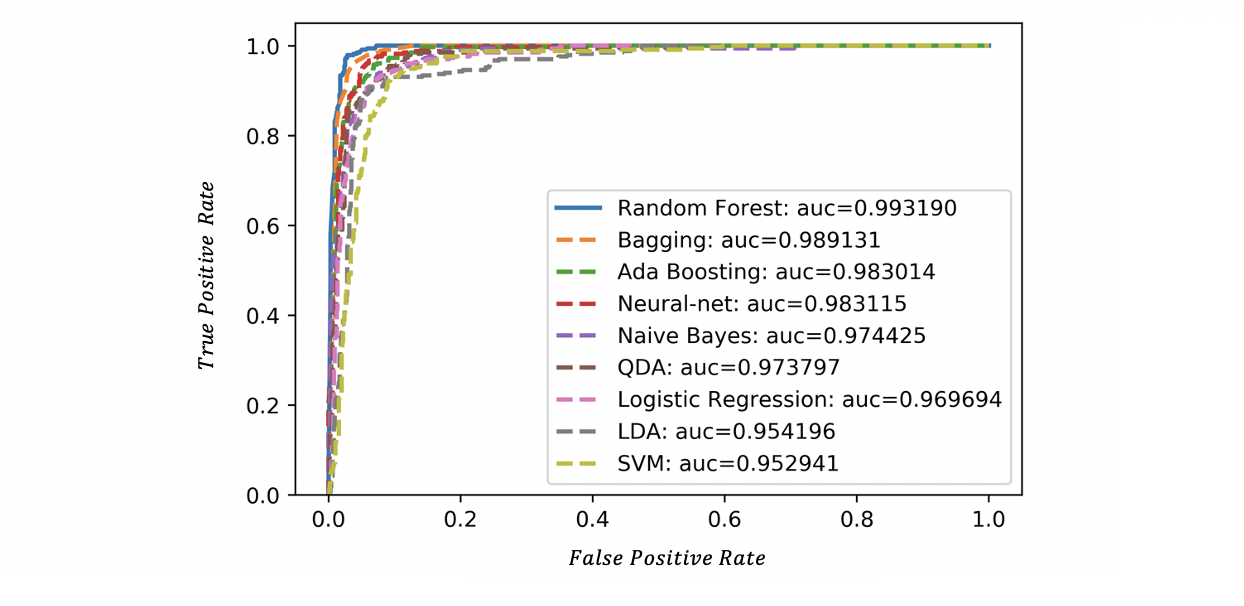 1.0
0.8
0.6
0.4
0.2
0.0
True Positive Rate
Random Forest: auc=0.993190
Bagging: auc=0.989131
Ada Boosting: auc=0.983014
Neural-net: auc=0.983115
Naive Bayes: auc=0.974425
QDA: auc=0.973797
Logistic Regression: auc=0.969694
LDA: auc=0.954196
SVM: auc=0.952941
0.0 0.2 0.4 0.6 0.8 1.0
False Positive Rate